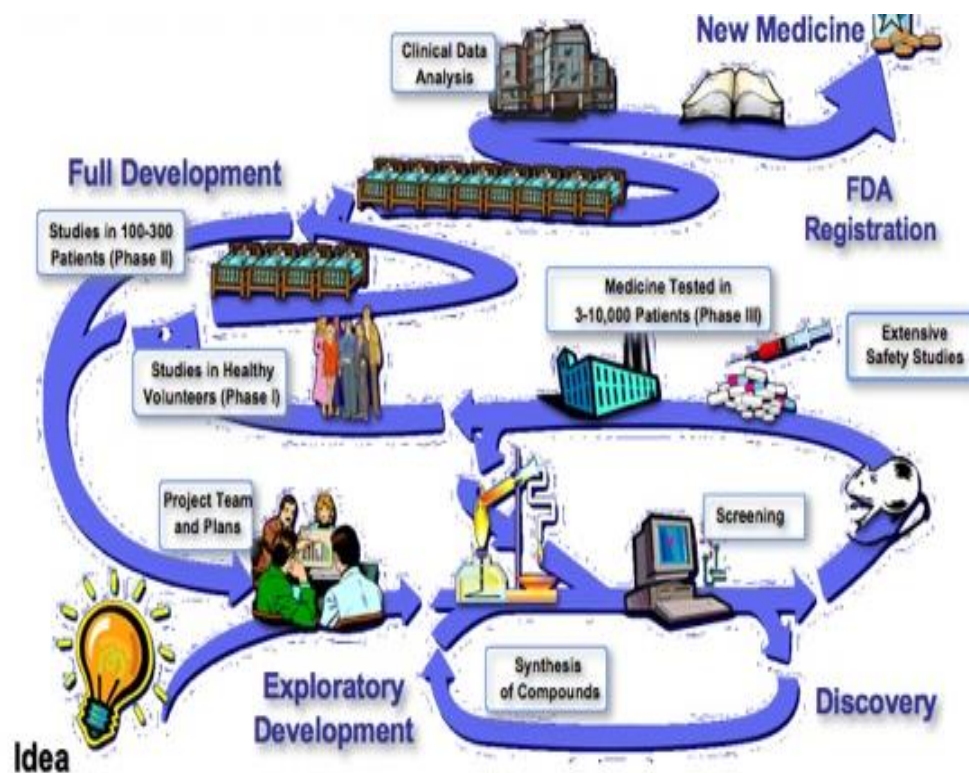 New Medicine
Clinical Data
Analysis
Full Development
FDA
Registration
Studies in 100-300
Patients (Phase II)
Medicine Tested in
3-10,000 Patients (Phase III)
Extensive
Safety Studies
Studies in Healthy
Volunteers (Phase I)
Project Team
and Plans
Screening
Synthesis
of Compounds
Exploratory
Development
Discovery
Idea